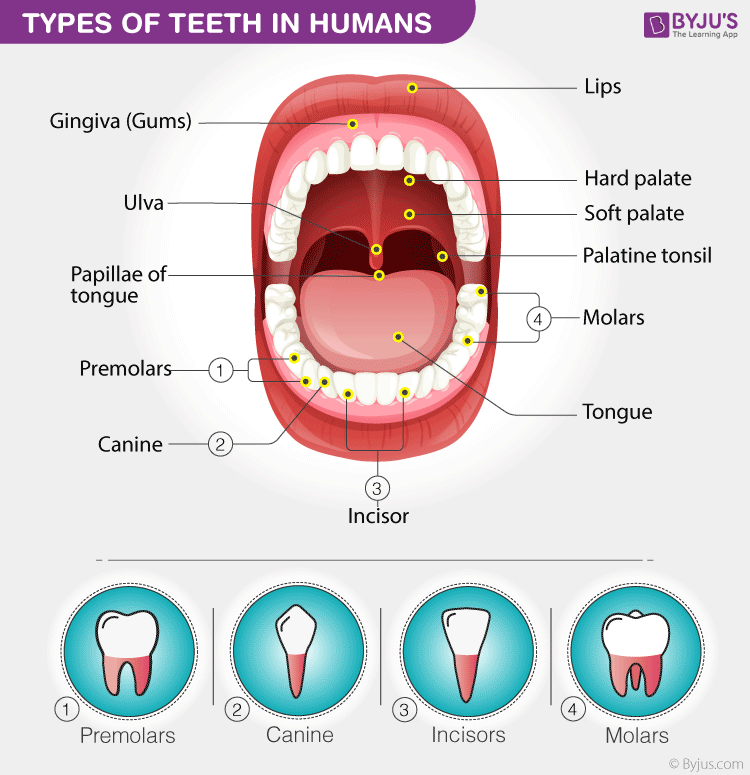 TYPES OF TEETH IN HUMANS
BYJU'S
The Learning App
Lips
Gingiva (Gums)
Hard palate
Ulva
Soft palate
Palatine tonsil
Papillae of
tongue
4
Molars
Premolars
1
Tongue
Canine
2
3
Incisor
1
Premolars
2
Canine
3
Incisors
4
Molars
© Byjus.com